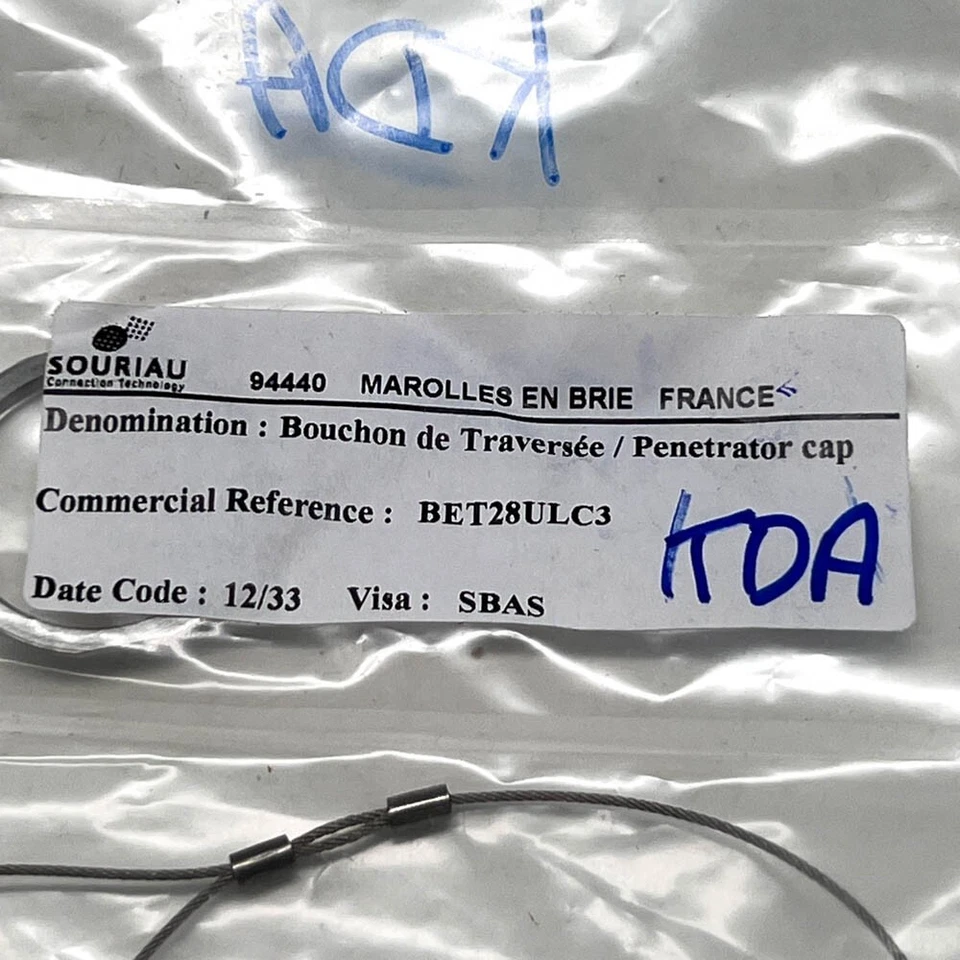 KDA
SOURIAU
Connection Technology
94440 MAROLLES EN BRIE FRANCE
Denomination : Bouchon de Traversée / Penetrator cap
Commercial Reference : BET28ULC3
KDA
Date Code : 12/33 Visa : SBAS